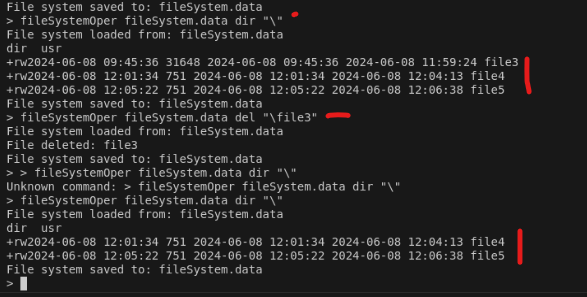 File system saved to: fileSystem.data
> fileSystemOper fileSystem.data dir "\"
File system loaded from: fileSystem.data
dir  usr
+rw2024-06-08 09:45:36 31648 2024-06-08 09:45:36 2024-06-08 11:59:24 file3
+rw2024-06-08 12:01:34 751 2024-06-08 12:01:34 2024-06-08 12:04:13 file4
+rw2024-06-08 12:05:22 751 2024-06-08 12:05:22 2024-06-08 12:06:38 file5
File system saved to: fileSystem.data
> fileSystemOper fileSystem.data del "\file3"
File system loaded from: fileSystem.data
File deleted: file3
File system saved to: fileSystem.data
> > fileSystemOper fileSystem.data dir "\"
Unknown command: > fileSystemOper fileSystem.data dir "\"
> fileSystemOper fileSystem.data dir "\"
File system loaded from: fileSystem.data
dir  usr
+rw2024-06-08 12:01:34 751 2024-06-08 12:01:34 2024-06-08 12:04:13 file4
+rw2024-06-08 12:05:22 751 2024-06-08 12:05:22 2024-06-08 12:06:38 file5
File system saved to: fileSystem.data
>